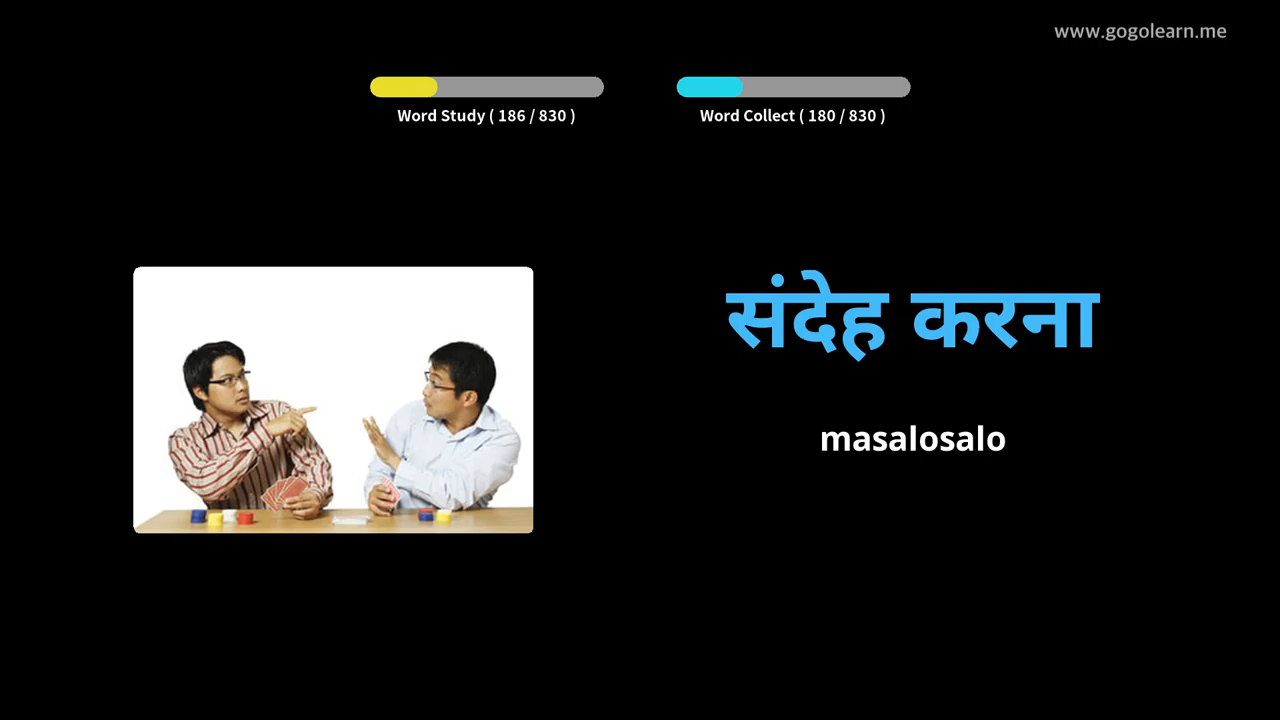 www.gogolearn.me
Word Study ( 186 / 830 )
Word Collect ( 180 / 830 )
संदेह करना
masalosalo